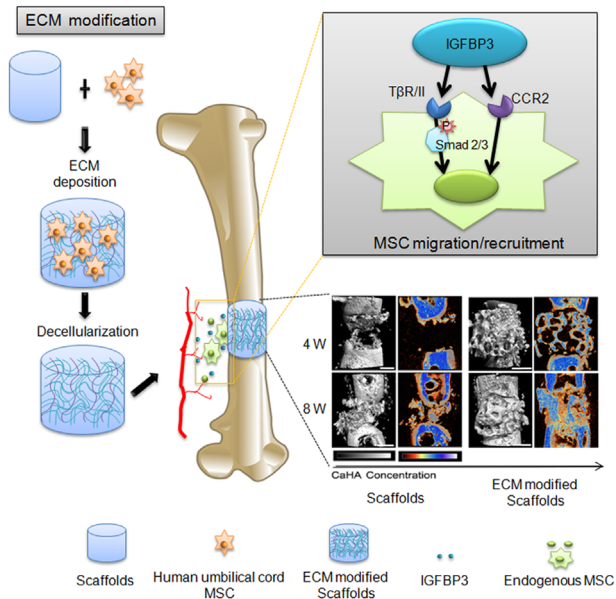 ECM modification
+
ECM
deposition
Decellularization
IGFBP3
TβR/II
CCR2
P
Smad 2/3
MSC migration/recruitment
4 W
8 W
CaHA Concentration
Scaffolds
ECM modified
Scaffolds
Scaffolds
Human umbilical cord
MSC
ECM modified
Scaffolds
IGFBP3
Endogenous MSC